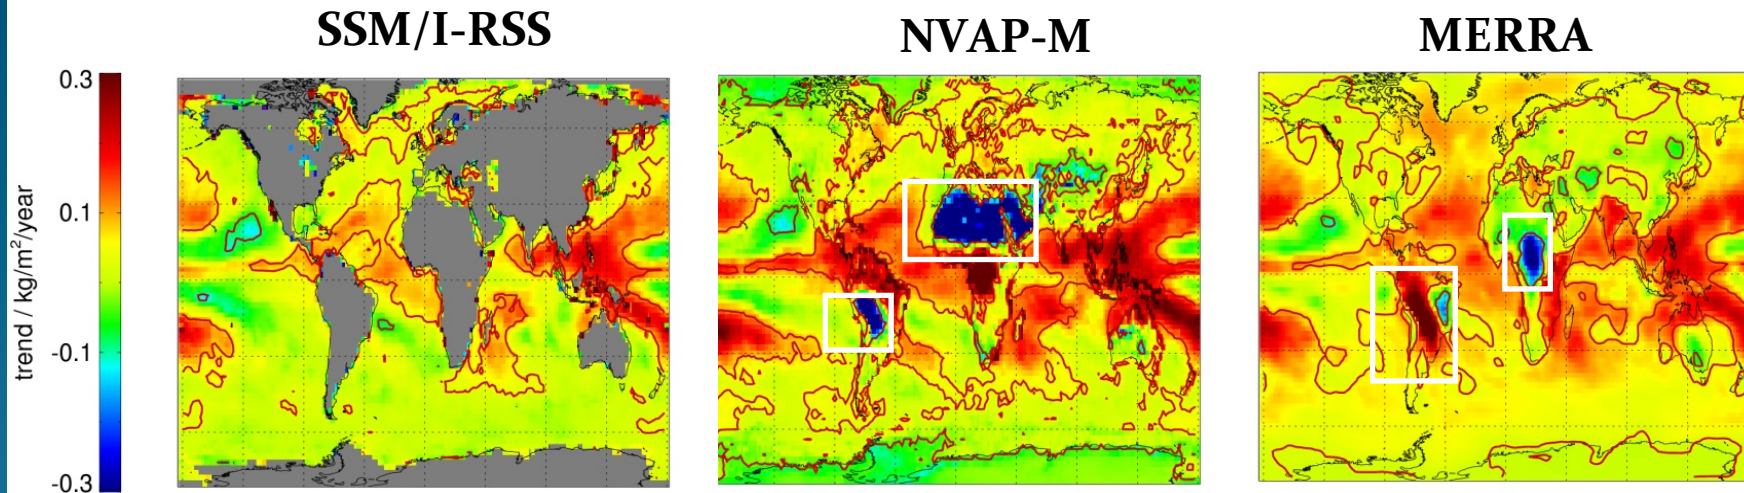 SSM/I-RSS
NVAP-M
MERRA
0.3
0.1
-0.1
-0.3
trend / kg/m²/year